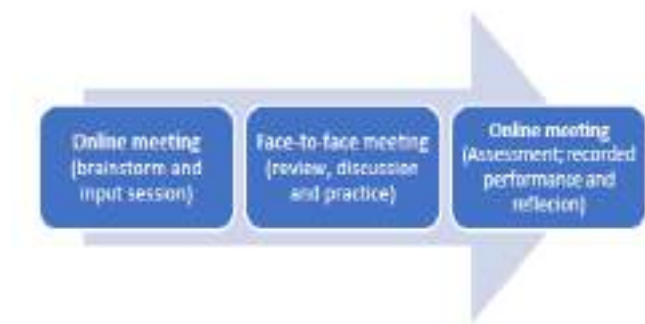 Online meeting
(brainstorm and
input session)
Face-to-face meeting
(review, discussion
and practice)
Online meeting
(Assessment; recorded
performance and
reflecion)